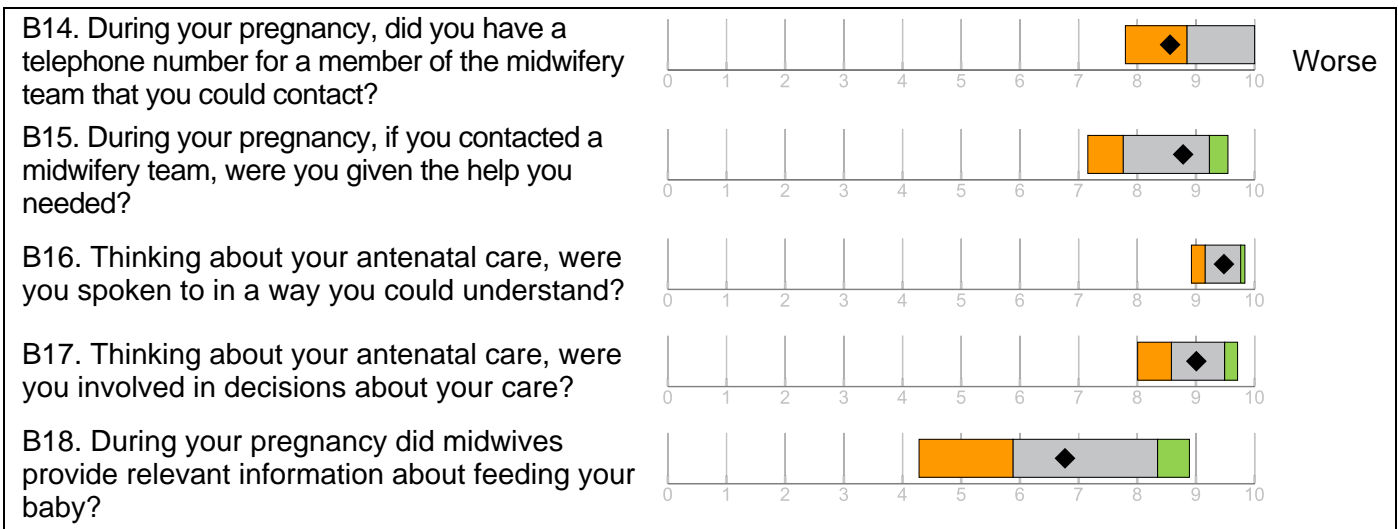 B14. During your pregnancy, did you have a
telephone number for a member of the midwifery
team that you could contact?
0 1 2 3 4 5 6 7 8 9 10
Worse
B15. During your pregnancy, if you contacted a
midwifery team, were you given the help you
needed?
0 1 2 3 4 5 6 7 8 9 10
B16. Thinking about your antenatal care, were
you spoken to in a way you could understand?
0 1 2 3 4 5 6 7 8 9 10
B17. Thinking about your antenatal care, were
you involved in decisions about your care?
0 1 2 3 4 5 6 7 8 9 10
B18. During your pregnancy did midwives
provide relevant information about feeding your
baby?
0 1 2 3 4 5 6 7 8 9 10